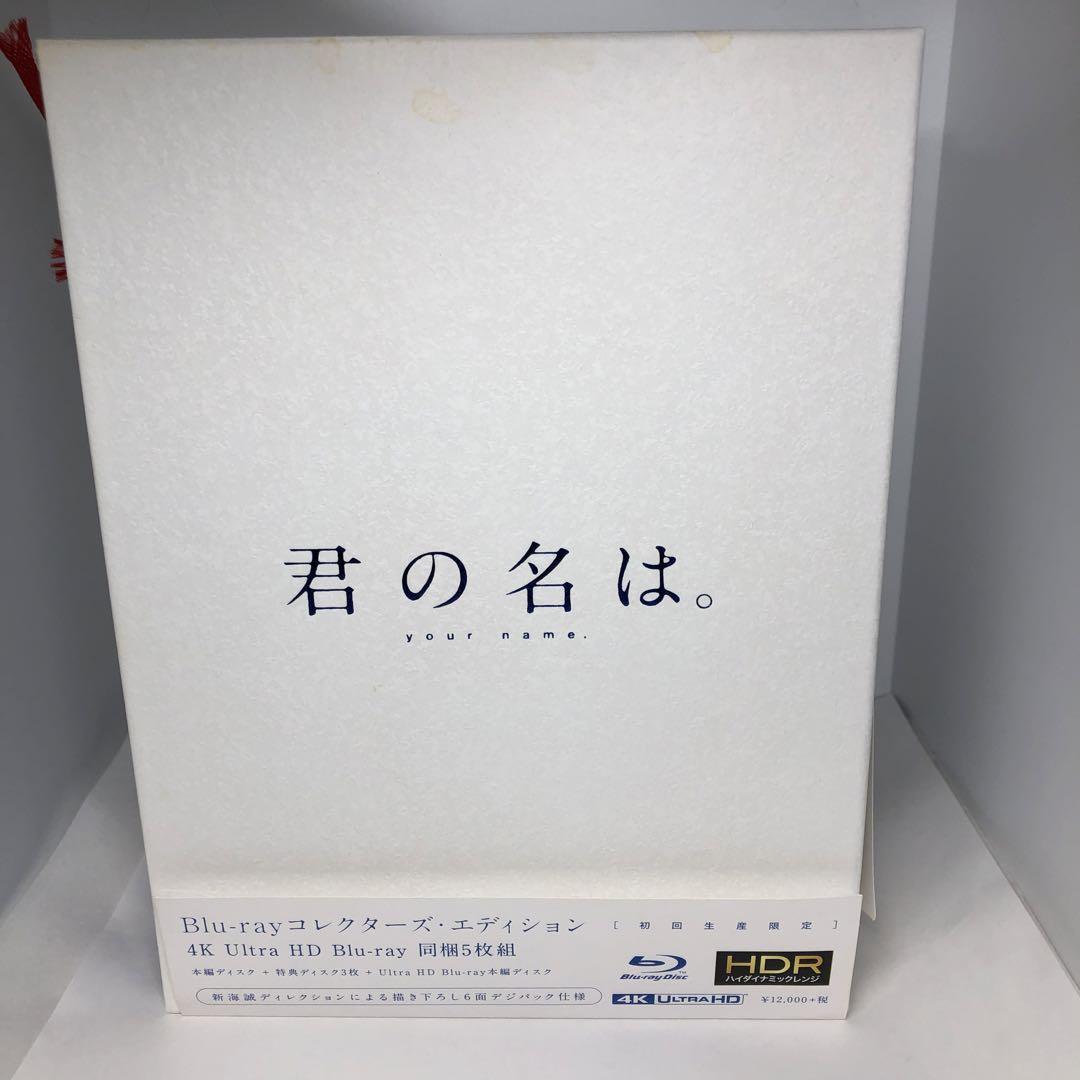 君の名は。
your name.
Blu-rayコレクターズ・エディション
［初回生産限定］
4K Ultra HD Blu-ray 同梱5枚組
本編ディスク + 特典ディスク3枚 + Ultra HD Blu-ray本編ディスク
新海誠ディレクションによる描き下ろし6面デジパック仕様
Blu-ray Disc™
HDR
ハイダイナミックレンジ
4K ULTRA HD™
¥12,000+税